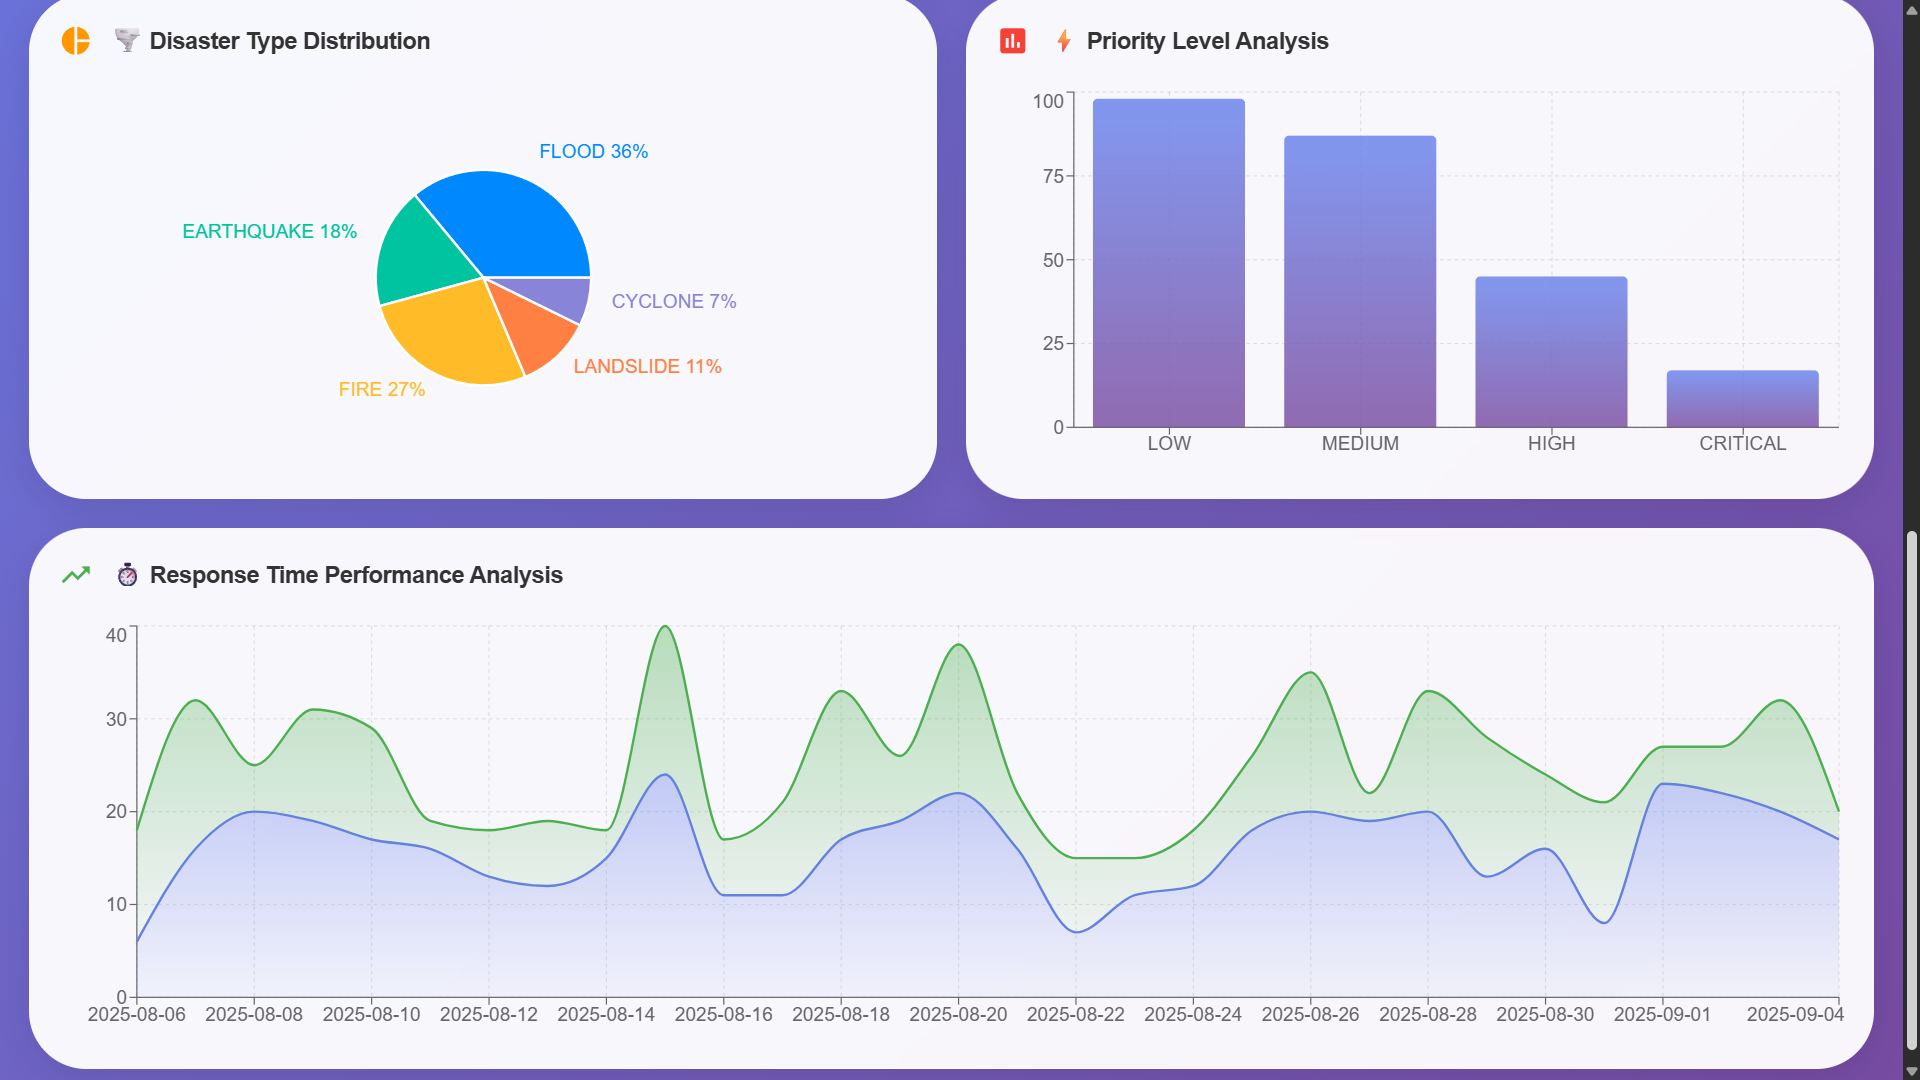 Disaster Type Distribution
FLOOD 36%
EARTHQUAKE 18%
CYCLONE 7%
LANDSLIDE 11%
FIRE 27%
Priority Level Analysis
100
75
50
25
0
LOW MEDIUM HIGH CRITICAL
Response Time Performance Analysis
40
30
20
10
0
2025-08-06 2025-08-08 2025-08-10 2025-08-12 2025-08-14 2025-08-16 2025-08-18 2025-08-20 2025-08-22 2025-08-24 2025-08-26 2025-08-28 2025-08-30 2025-09-01 2025-09-04